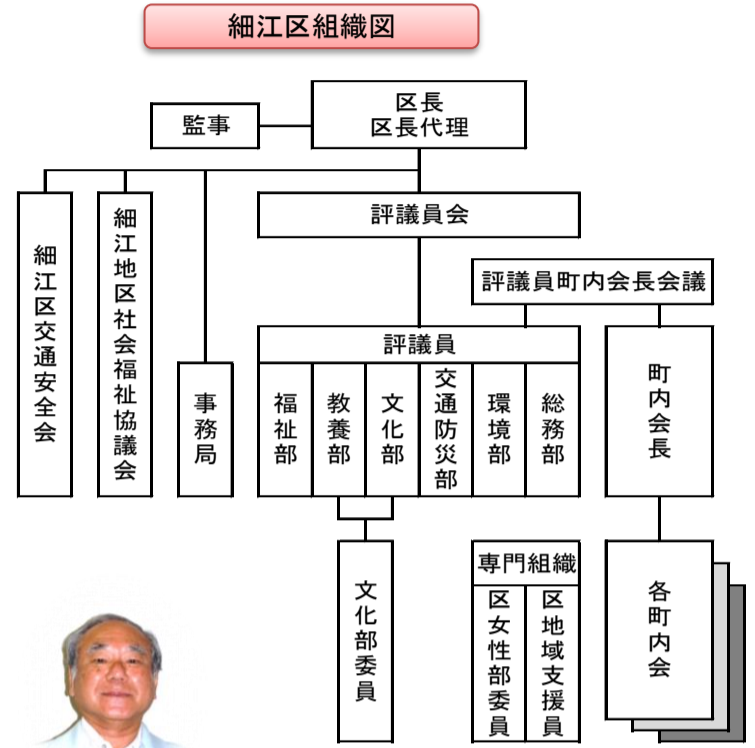 細江区組織図
区長
区長代理
監事
評議員会
細江区交通安全会
細江地区社会福祉協議会
事務局
評議員町内会長会議
評議員
福祉部
教養部
文化部
交通防災部
環境部
総務部
町内会長
文化部委員
専門組織
区女性部委員
区地域支援員
各町内会